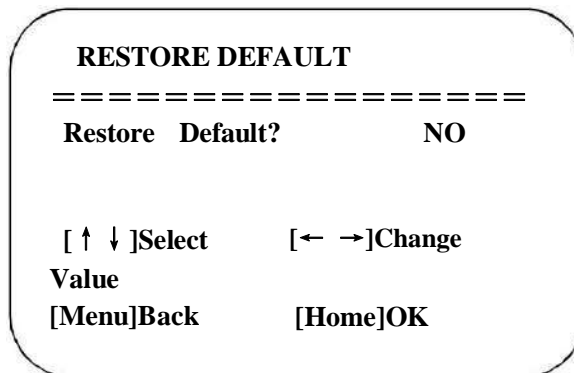 RESTORE DEFAULT
=================
Restore Default? NO
[↑ ↓]Select [← →]Change
Value
[Menu]Back [Home]OK